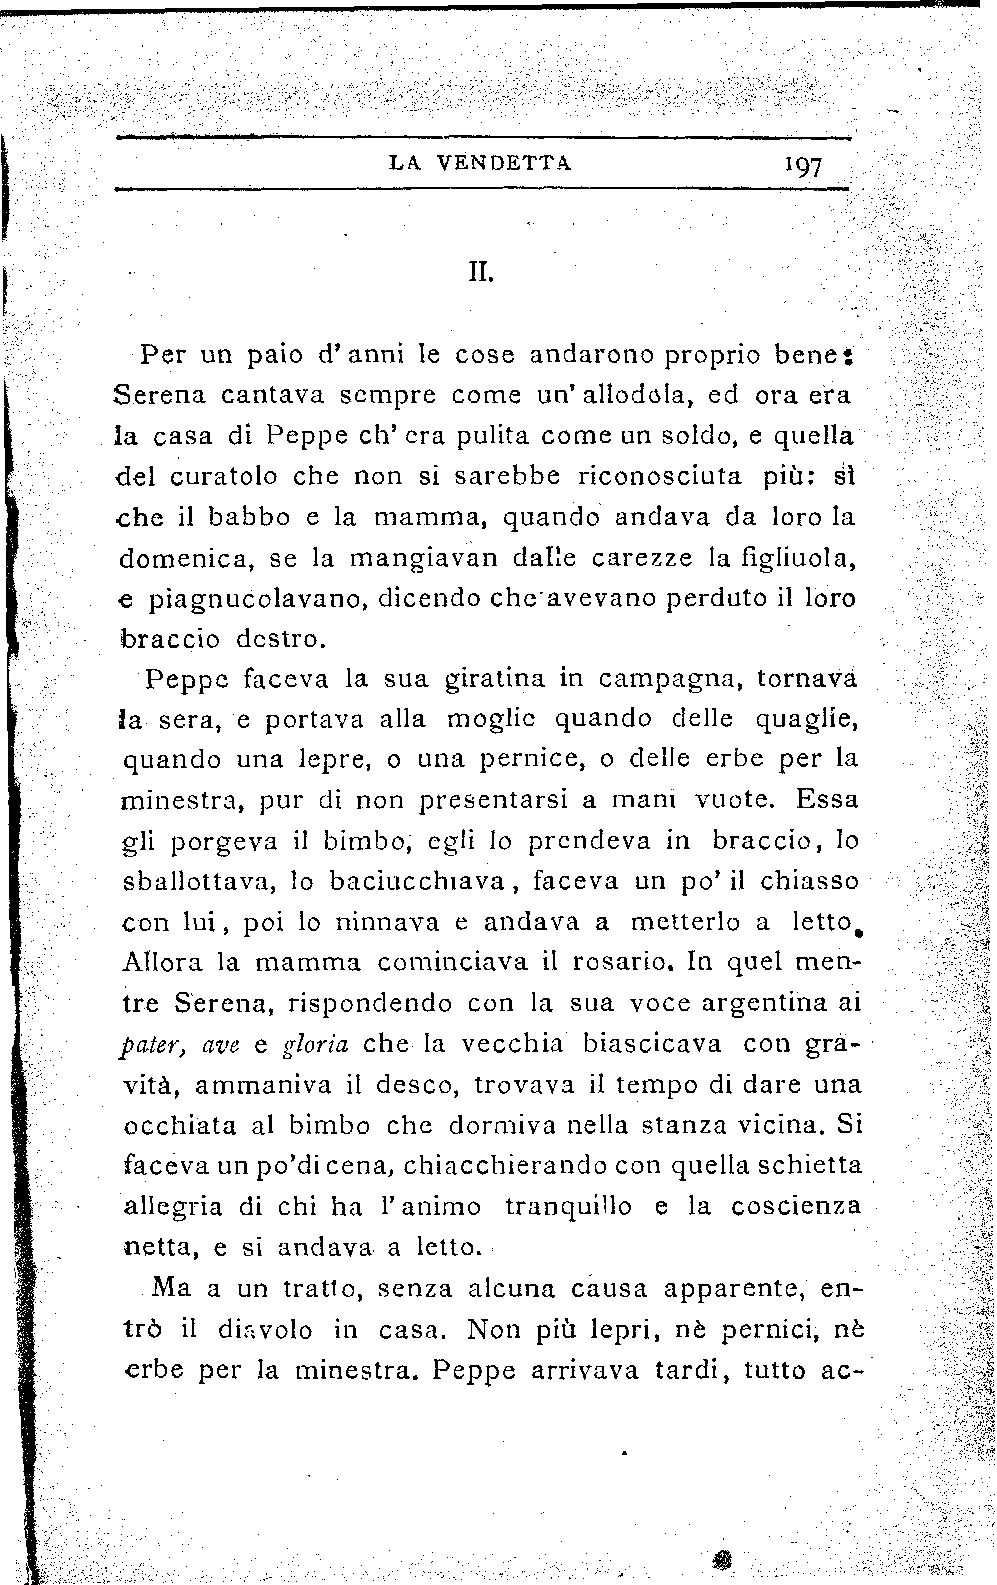 LA VENDETTA 197
II.
Per un paio d'anni le cose andarono proprio bene:
Serena cantava sempre come un'allodola, ed ora era
la casa di Peppe ch'era pulita come un soldo, e quella
del curatolo che non si sarebbe riconosciuta più: sì
che il babbo e la mamma, quando andava da loro la
domenica, se la mangiavan dalle carezze la figliuola,
e piagnucolavano, dicendo che avevano perduto il loro
braccio destro.
Peppe faceva la sua giratina in campagna, tornava
la sera, e portava alla moglie quando delle quaglie,
quando una lepre, o una pernice, o delle erbe per la
minestra, pur di non presentarsi a mani vuote. Essa
gli porgeva il bimbo, egli lo prendeva in braccio, lo
sballottava, lo baciucchiava, faceva un po' il chiasso
con lui, poi lo ninnava e andava a metterlo a letto.
Allora la mamma cominciava il rosario. In quel men-
tre Serena, rispondendo con la sua voce argentina ai
pater, ave e gloria che la vecchia biascicava con gra-
vità, ammaniva il desco, trovava il tempo di dare una
occhiata al bimbo che dormiva nella stanza vicina. Si
faceva un po' di cena, chiacchierando con quella schietta
allegria di chi ha l'animo tranquillo e la coscienza
netta, e si andava a letto.
Ma a un tratto, senza alcuna causa apparente, en-
trò il diavolo in casa. Non più lepri, nè pernici, nè
erbe per la minestra. Peppe arrivava tardi, tutto ac-